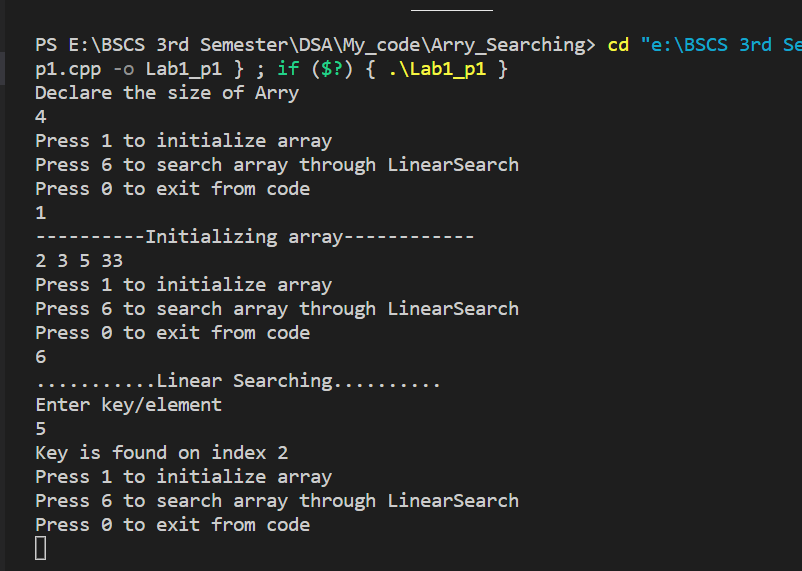 PS E:\BSCS 3rd Semester\DSA\My_code\Arry_Searching> cd "e:\BSCS 3rd Se
p1.cpp -o Lab1_p1 } ; if ($?) { .\Lab1_p1 }
Declare the size of Arry
4
Press 1 to initialize array
Press 6 to search array through LinearSearch
Press 0 to exit from code
1
----------Initializing array------------
2 3 5 33
Press 1 to initialize array
Press 6 to search array through LinearSearch
Press 0 to exit from code
6
...........Linear Searching..........
Enter key/element
5
Key is found on index 2
Press 1 to initialize array
Press 6 to search array through LinearSearch
Press 0 to exit from code